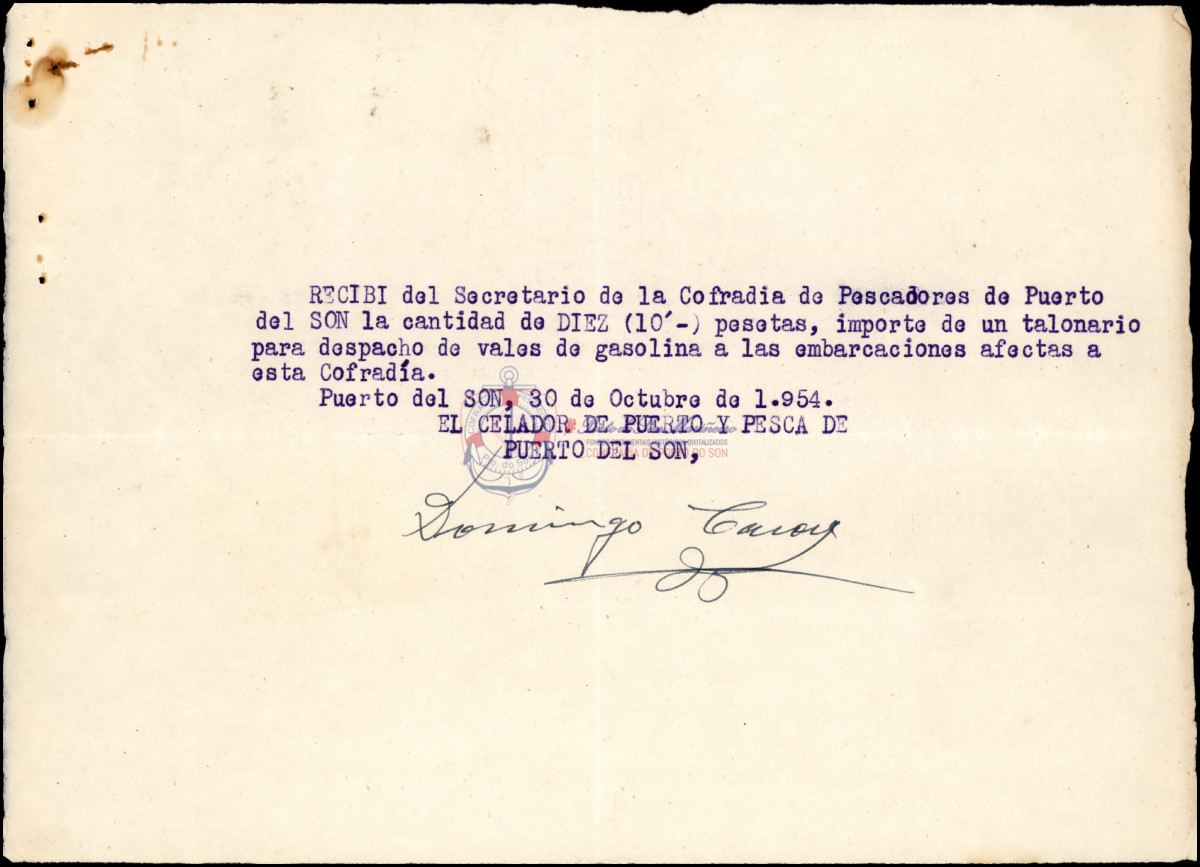 RECIBI del Secretario de la Cofradia de Pescadores de Puerto
del SON la cantidad de DIEZ (10´-) pesetas, importe de un talonario
para despacho de vales de gasolina a las embarcaciones afectas a
esta Cofradía.
Puerto del SON, 30 de Octubre de 1.954.
EL CELADOR DE PUERTO Y PESCA DE
PUERTO DEL SON,
Domingo